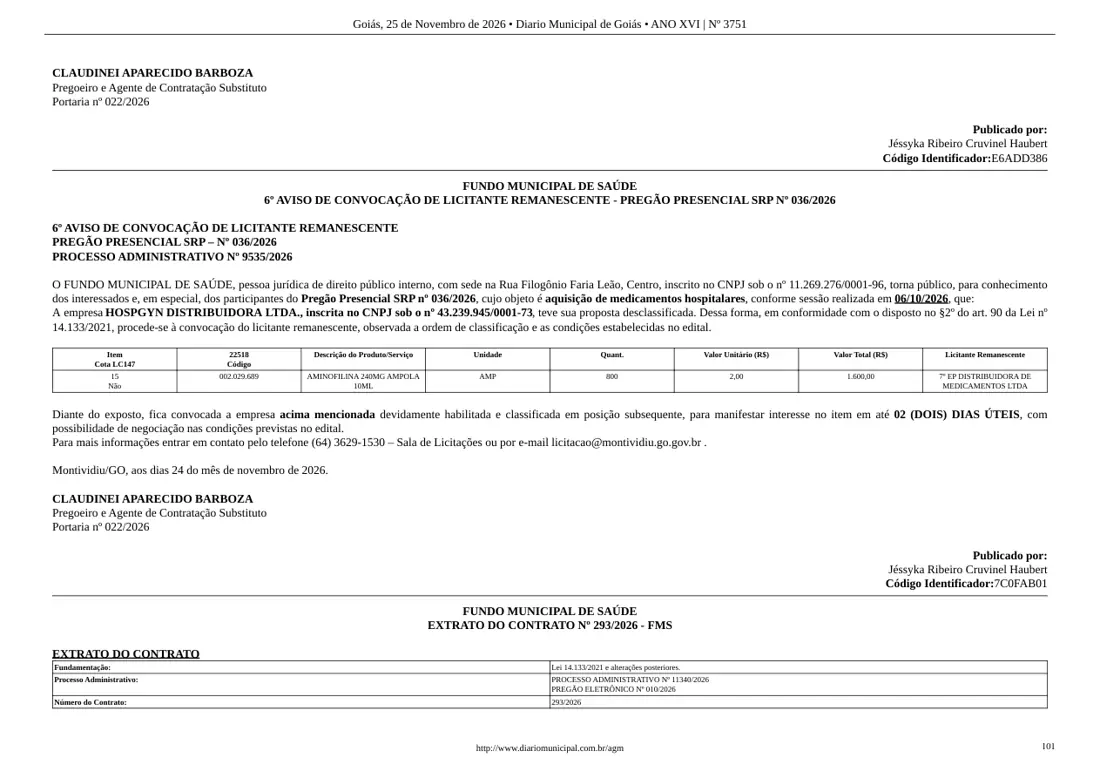 Goiás, 25 de Novembro de 2026 • Diario Municipal de Goiás • ANO XVI | Nº 3751
CLAUDINEI APARECIDO BARBOZA
Pregoeiro e Agente de Contratação Substituto
Portaria nº 022/2026
Publicado por:
Jéssyka Ribeiro Cruvinel Haubert
Código Identificador:E6ADD386
FUNDO MUNICIPAL DE SAÚDE
6º AVISO DE CONVOCAÇÃO DE LICITANTE REMANESCENTE - PREGÃO PRESENCIAL SRP Nº 036/2026
6º AVISO DE CONVOCAÇÃO DE LICITANTE REMANESCENTE
PREGÃO PRESENCIAL SRP – Nº 036/2026
PROCESSO ADMINISTRATIVO Nº 9535/2026
O FUNDO MUNICIPAL DE SAÚDE, pessoa jurídica de direito público interno, com sede na Rua Filogônio Faria Leão, Centro, inscrito no CNPJ sob o nº 11.269.276/0001-96, torna público, para conhecimento
dos interessados e, em especial, dos participantes do Pregão Presencial SRP nº 036/2026, cujo objeto é aquisição de medicamentos hospitalares, conforme sessão realizada em 06/10/2026, que:
A empresa HOSPGYN DISTRIBUIDORA LTDA., inscrita no CNPJ sob o nº 43.239.945/0001-73, teve sua proposta desclassificada. Dessa forma, em conformidade com o disposto no §2º do art. 90 da Lei nº
14.133/2021, procede-se à convocação do licitante remanescente, observada a ordem de classificação e as condições estabelecidas no edital.
Item 22518 Descrição do Produto/Serviço Unidade Quant. Valor Unitário (R$) Valor Total (R$) Licitante Remanescente
Cota LC147 Código
15 002.029.689 AMINOFILINA 240MG AMPOLA AMP 800 2,00 1.600,00 7º EP DISTRIBUIDORA DE
Não 10ML MEDICAMENTOS LTDA
Diante do exposto, fica convocada a empresa acima mencionada devidamente habilitada e classificada em posição subsequente, para manifestar interesse no item em até 02 (DOIS) DIAS ÚTEIS, com
possibilidade de negociação nas condições previstas no edital.
Para mais informações entrar em contato pelo telefone (64) 3629-1530 – Sala de Licitações ou por e-mail licitacao@montividiu.go.gov.br .
Montividiu/GO, aos dias 24 do mês de novembro de 2026.
CLAUDINEI APARECIDO BARBOZA
Pregoeiro e Agente de Contratação Substituto
Portaria nº 022/2026
Publicado por:
Jéssyka Ribeiro Cruvinel Haubert
Código Identificador:7C0FAB01
FUNDO MUNICIPAL DE SAÚDE
EXTRATO DO CONTRATO Nº 293/2026 - FMS
EXTRATO DO CONTRATO
Fundamentação: Lei 14.133/2021 e alterações posteriores.
Processo Administrativo: PROCESSO ADMINISTRATIVO Nº 11340/2026
PREGÃO ELETRÔNICO Nº 010/2026
Número do Contrato: 293/2026
http://www.diariomunicipal.com.br/agm 101